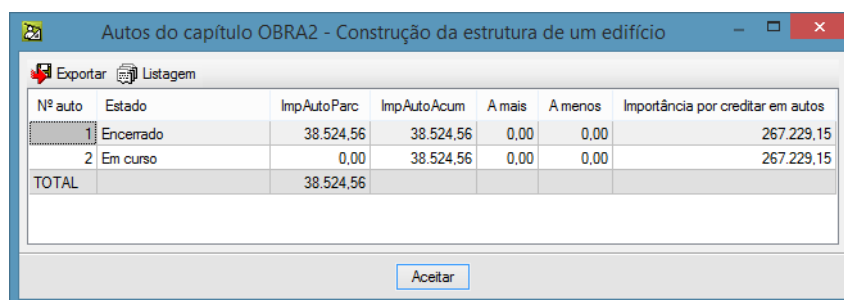 Autos do capítulo OBRA2 - Construção da estrutura de um edifício
Exportar Listagem
Nº auto Estado ImpAutoParc ImpAutoAcum A mais A menos Importância por creditar em autos
1 Encerrado 38.524,56 38.524,56 0,00 0,00 267.229,15
2 Em curso 0,00 38.524,56 0,00 0,00 267.229,15
TOTAL 38.524,56
Aceitar